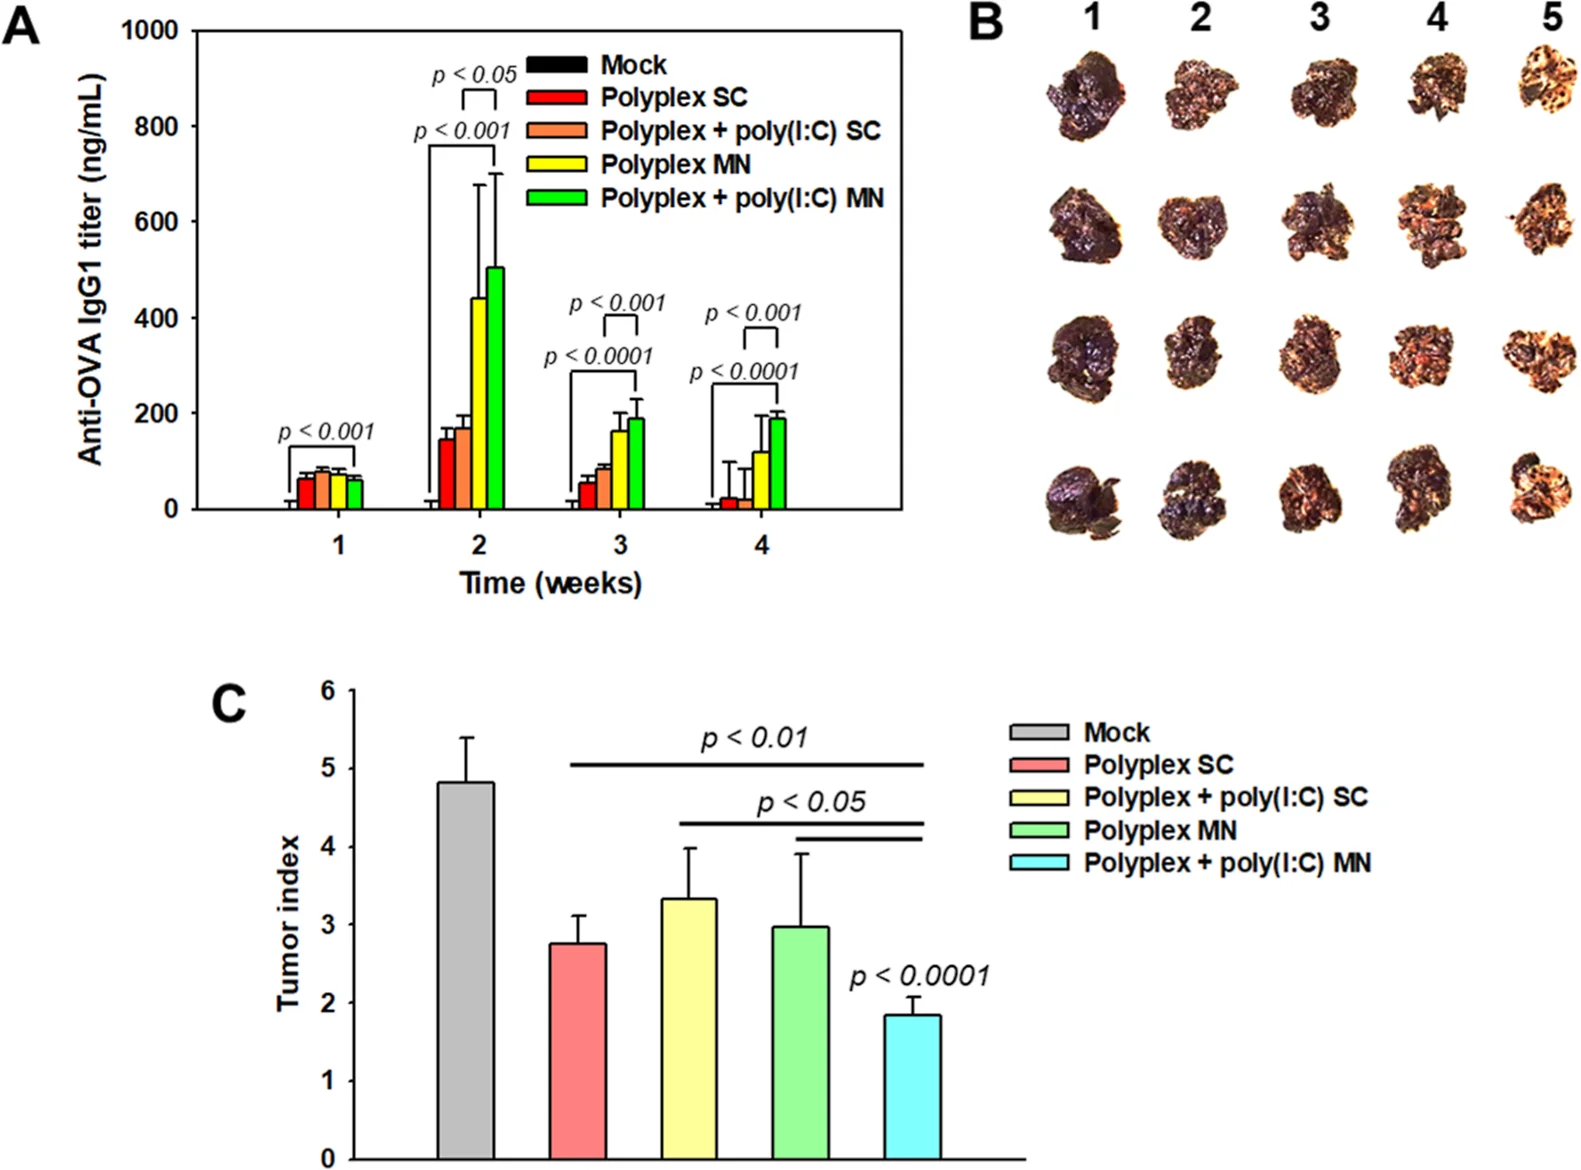 A
Anti-OVA IgG1 titer (ng/mL)
1000
800
600
400
200
0
Mock
Polyplex SC
Polyplex + poly(I:C) SC
Polyplex MN
Polyplex + poly(I:C) MN
p < 0.05
p < 0.001
p < 0.001
p < 0.001
p < 0.0001
p < 0.001
p < 0.0001
1 2 3 4
Time (weeks)
B
1 2 3 4 5
C
Tumor index
6
5
4
3
2
1
0
p < 0.01
p < 0.05
p < 0.0001
Mock
Polyplex SC
Polyplex + poly(I:C) SC
Polyplex MN
Polyplex + poly(I:C) MN